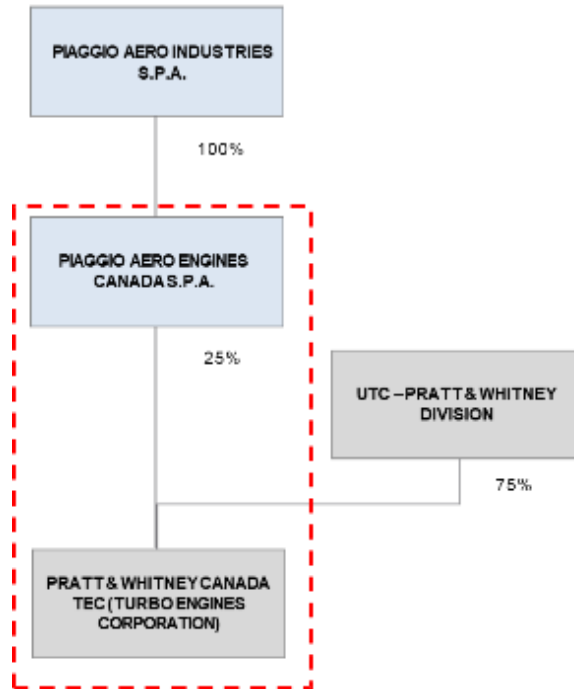 PIAGGIO AERO INDUSTRIES
S.P.A.
100%
PIAGGIO AERO ENGINES
CANADA S.P.A.
25%
UTC –PRATT & WHITNEY
DIVISION
75%
PRATT & WHITNEY CANADA
TEC (TURBO ENGINES
CORPORATION)